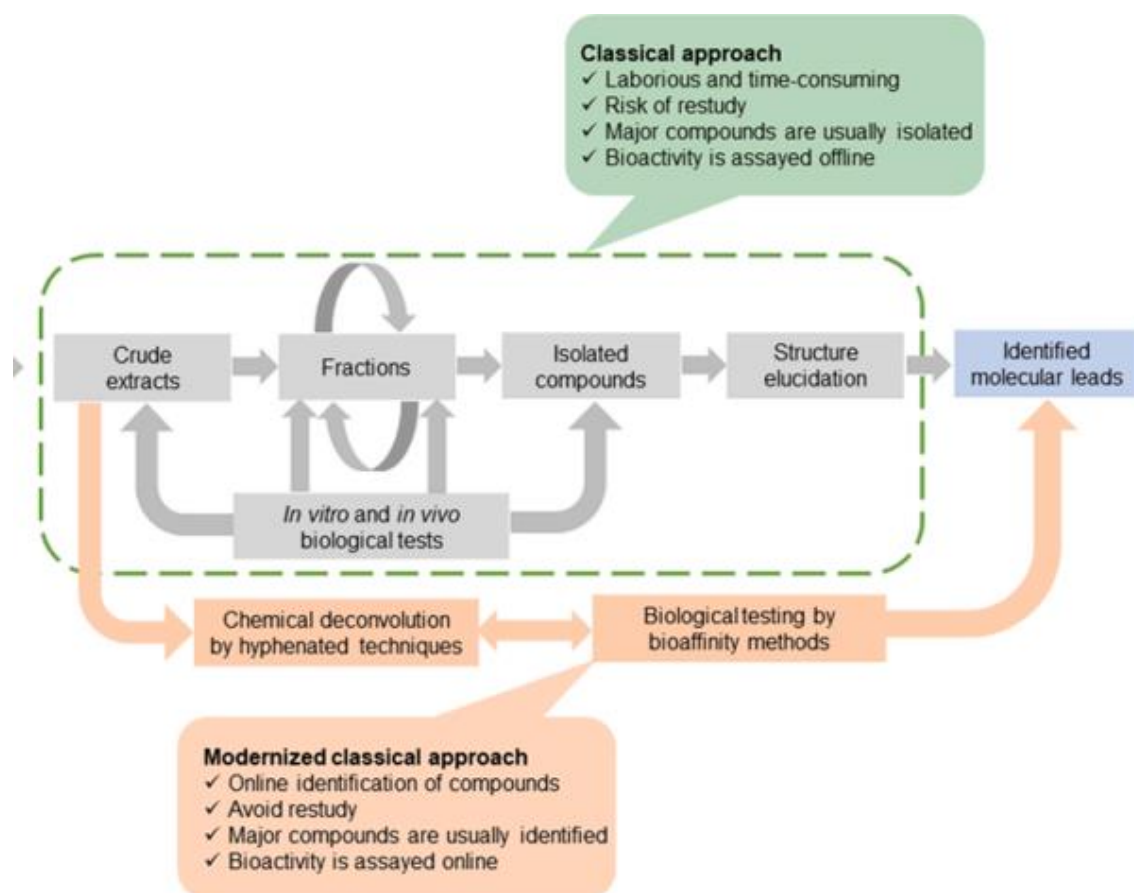 Classical approach
✓ Laborious and time-consuming
✓ Risk of restudy
✓ Major compounds are usually isolated
✓ Bioactivity is assayed offline
Crude
extracts
Fractions
Isolated
compounds
Structure
elucidation
Identified
molecular leads
In vitro and in vivo
biological tests
Chemical deconvolution
by hyphenated techniques
Biological testing by
bioaffinity methods
Modernized classical approach
✓ Online identification of compounds
✓ Avoid restudy
✓ Major compounds are usually identified
✓ Bioactivity is assayed online